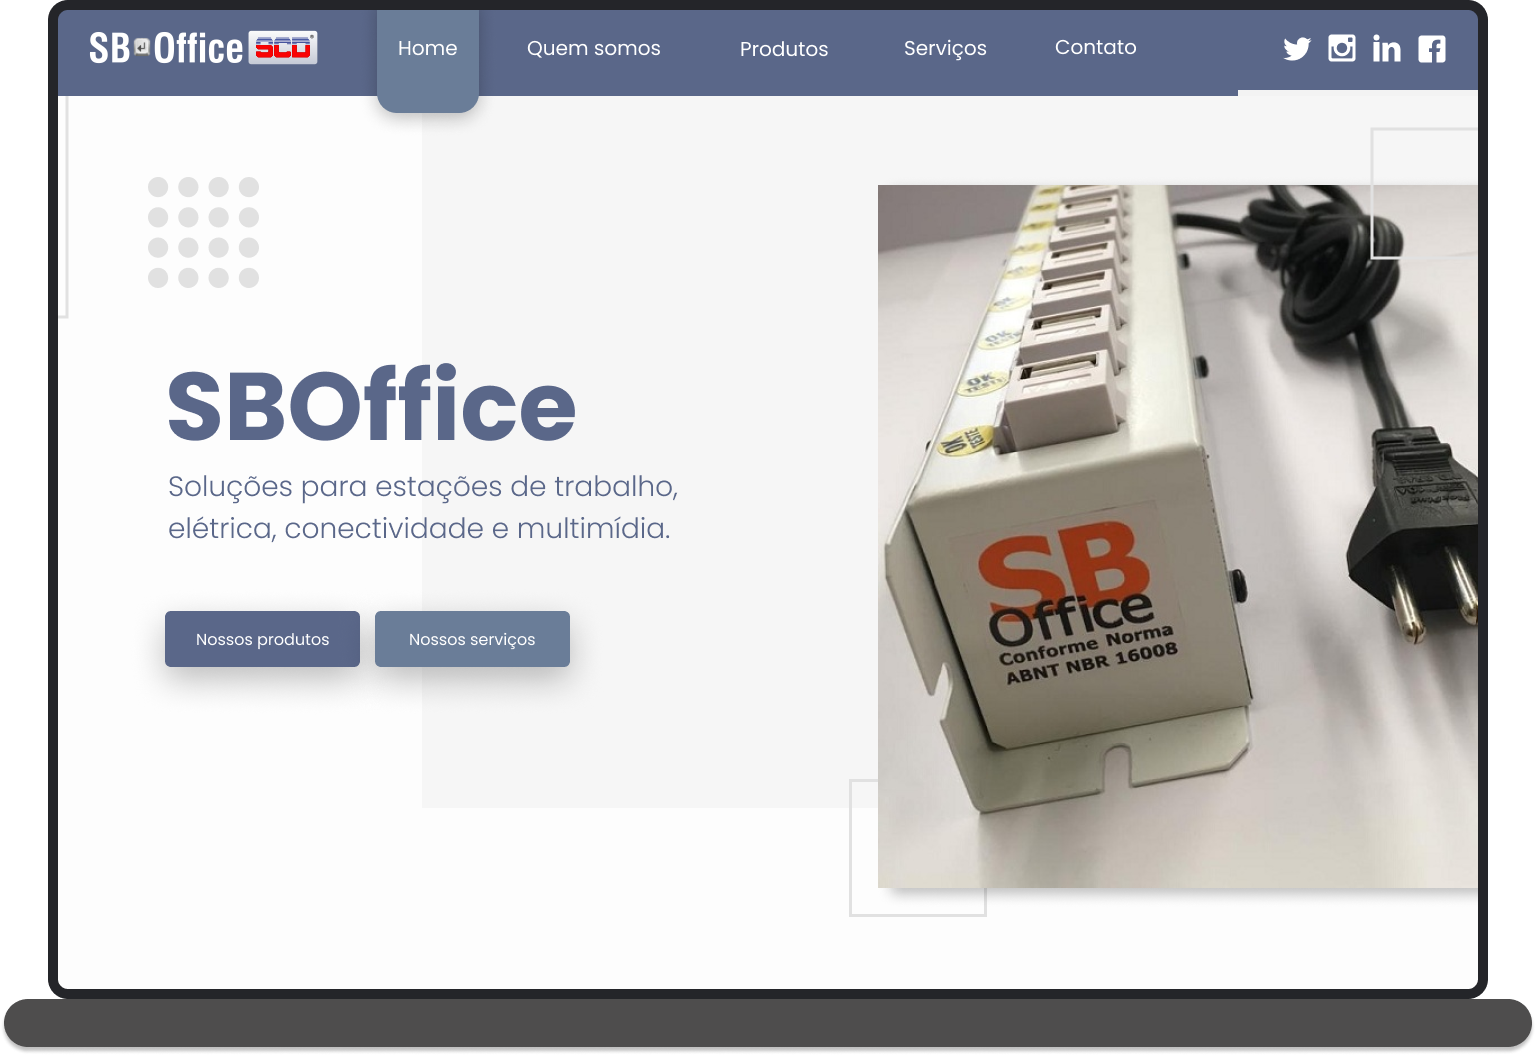 SB Office SCD
Home
Quem somos
Produtos
Serviços
Contato
SBOffice
Soluções para estações de trabalho,
elétrica, conectividade e multimídia.
Nossos produtos
Nossos serviços
OK
TESTE
OK
TESTE
OK
SB
Office
Conforme Norma
ABNT NBR 16008